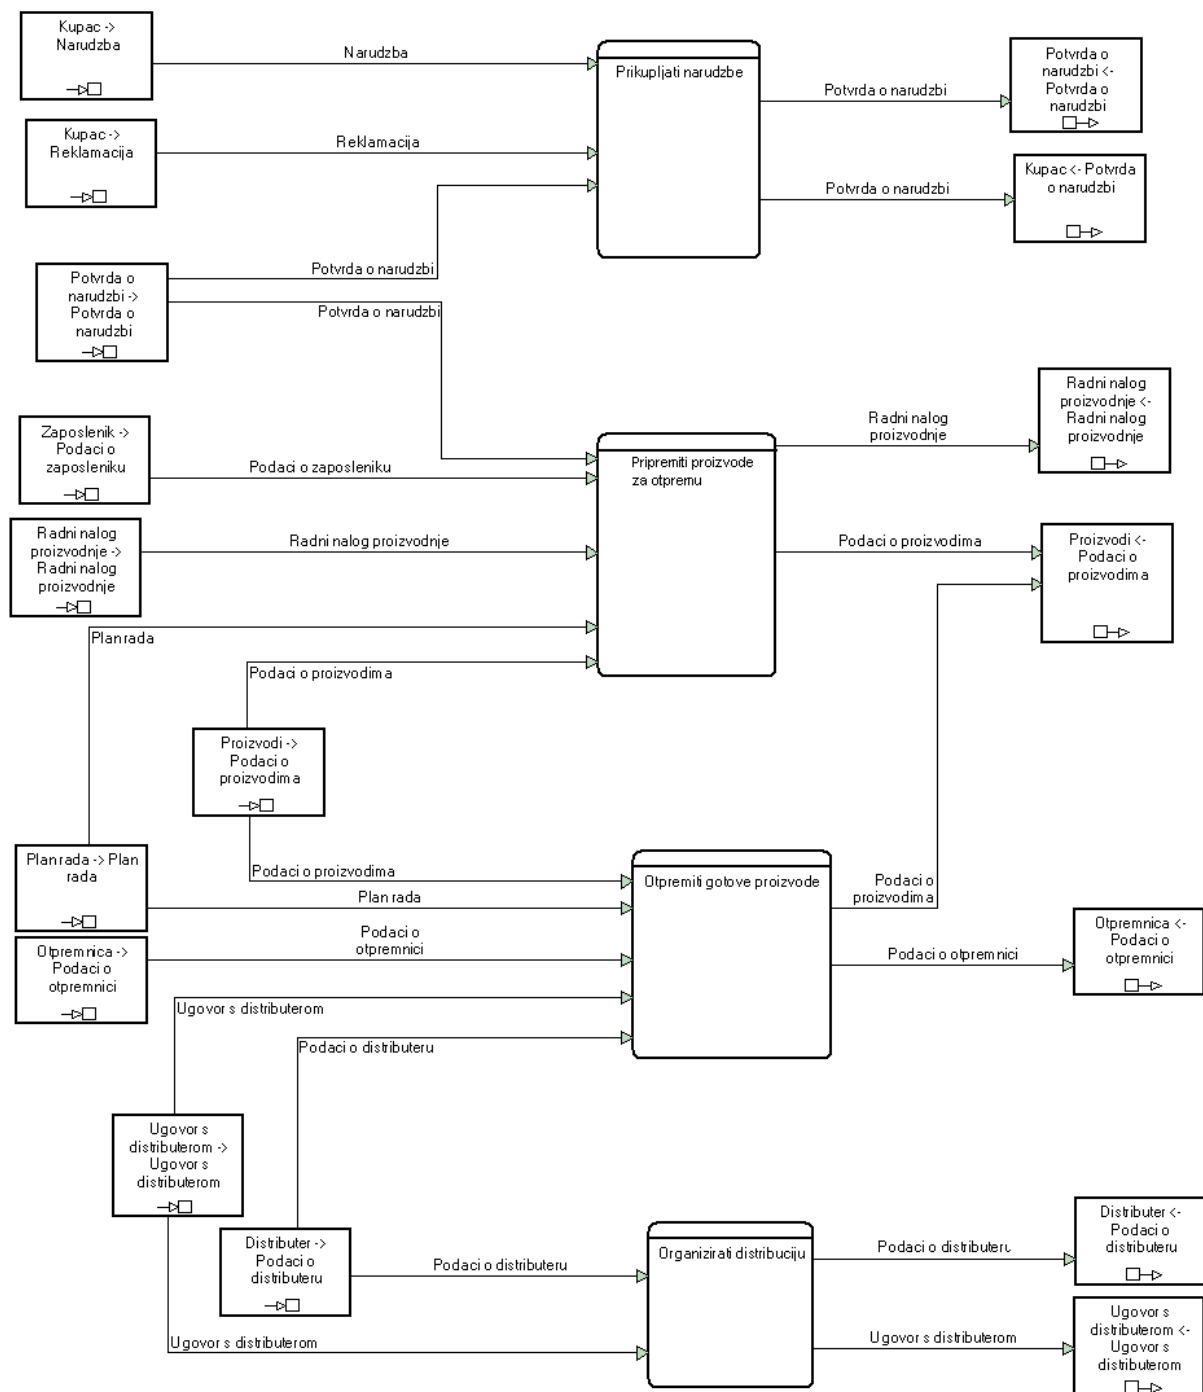 Kupac ->
Narudzba
Narudzba
Prikupljati narudzbe
Potvrda o narudzbi
Potvrda o
narudzbi <-
Potvrda o
narudzbi
Kupac ->
Reklamacija
Reklamacija
Potvrda o narudzbi
Kupac <- Potvrda
o narudzbi
Potvrda o
narudzbi ->
Potvrda o
narudzbi
Potvrda o narudzbi
Potvrda o narudzbi
Zaposlenik ->
Podaci o
zaposleniku
Podaci o zaposleniku
Pripremiti proizvode
za otpremu
Radni nalog
proizvodnje
Radni nalog
proizvodnje <-
Radni nalog
proizvodnje
Radni nalog
proizvodnje ->
Radni nalog
proizvodnje
Radni nalog proizvodnje
Podaci o proizvodima
Proizvodi <-
Podaci o
proizvodima
Plan rada
Podaci o proizvodima
Proizvodi ->
Podaci o
proizvodima
Plan rada -> Plan
rada
Podaci o proizvodima
Plan rada
Otpremiti gotove proizvode
Podaci o
proizvodima
Otpremnica ->
Podaci o
otpremnici
Podaci o
otpremnici
Podaci o otpremnici
Otpremnica <-
Podaci o
otpremnici
Ugovor s distributerom
Podaci o distributeru
Ugovor s
distributerom ->
Ugovor s
distributerom
Distributer ->
Podaci o
distributeru
Podaci o distributeru
Organizirati distribuciju
Podaci o distributeru
Distributer <-
Podaci o
distributeru
Ugovor s distributerom
Ugovor s distributerom
Ugovor s
distributerom <-
Ugovor s
distributerom